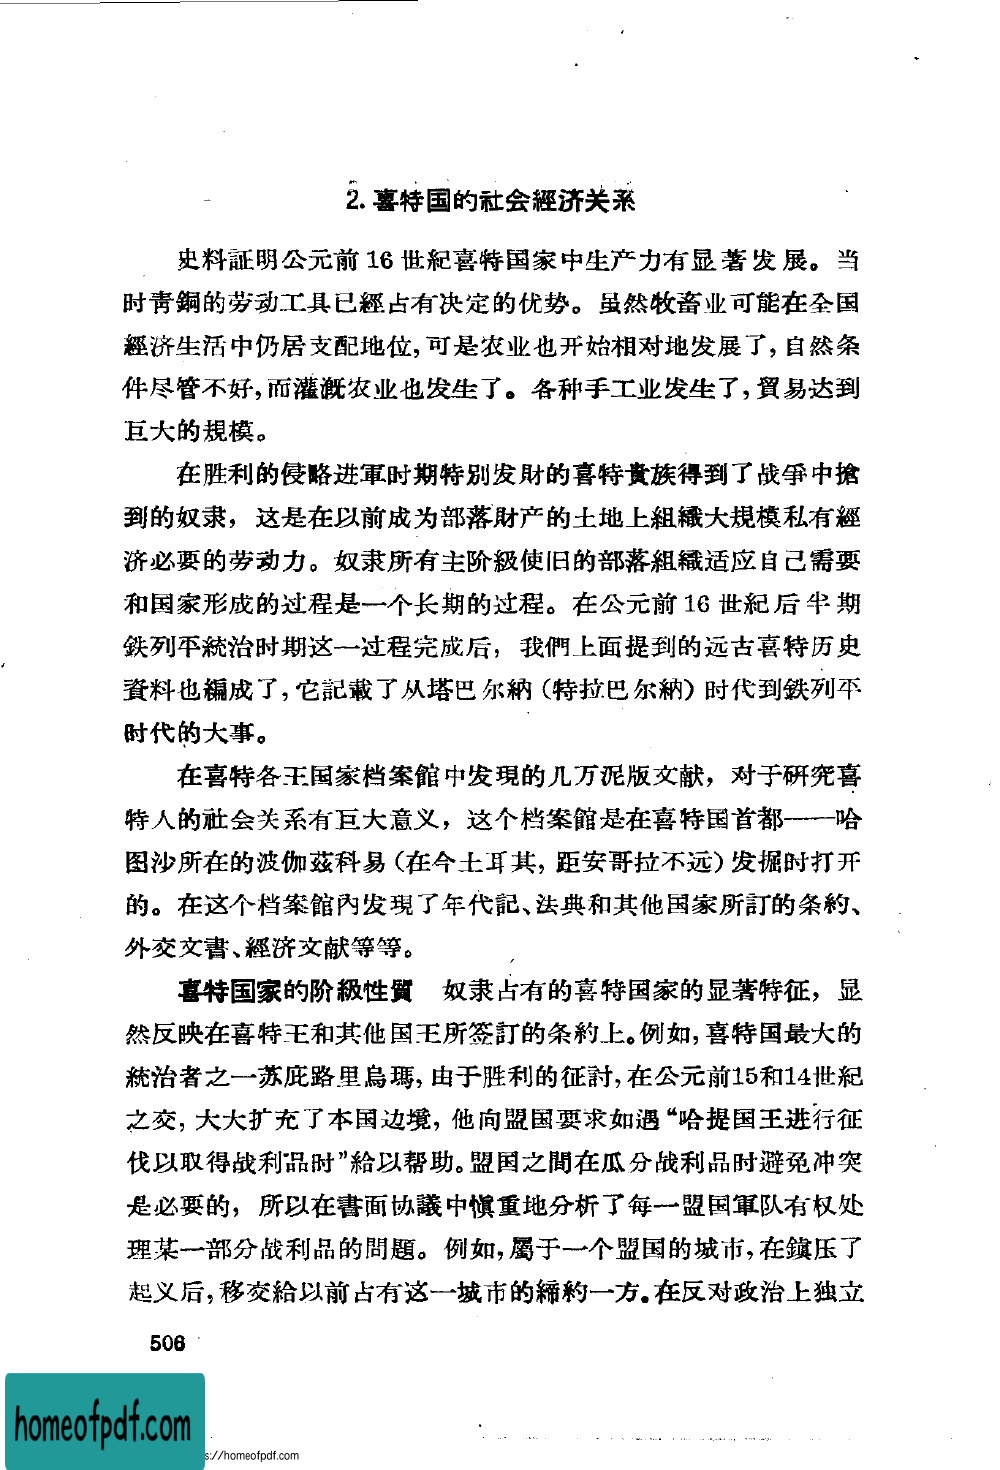 2. 喜特国的社会經济关系
史料証明公元前 16 世紀喜特国家中生产力有显著发展。当
时青銅的劳动工具已經占有决定的优势。虽然牧畜业可能在全国
經济生活中仍居支配地位，可是农业也开始相对地发展了，自然条
件尽管不好，而灌漑农业也发生了。各种手工业发生了，貿易达到
巨大的規模。
在胜利的侵略进軍时期特別发財的喜特貴族得到了战爭中搶
到的奴隶，这是在以前成为部落財产的土地上組織大規模私有經
济必要的劳动力。奴隶所有主阶級使旧的部落組織适应自己需要
和国家形成的过程是一个长期的过程。在公元前 16 世紀后半期
鉄列平統治时期这一过程完成后，我們上面提到的远古喜特历史
資料也編成了，它記載了从塔巴尔納（特拉巴尔納）时代到鉄列平
时代的大事。
在喜特各王国家档案館中发現的几万泥版文献，对于研究喜
特人的社会关系有巨大意义，这个档案館是在喜特国首都——哈
图沙所在的波伽茲科易（在今土耳其，距安哥拉不远）发掘时打开
的。在这个档案館內发現了年代記、法典和其他国家所訂的条約、
外交文書、經济文献等等。
喜特国家的阶級性質　奴隶占有的喜特国家的显著特征，显
然反映在喜特王和其他国王所签訂的条約上。例如，喜特国最大的
統治者之一苏庇路里烏瑪，由于胜利的征討，在公元前15和14世紀
之交，大大扩充了本国边境，他向盟国要求如遇“哈提国王进行征
伐以取得战利品时”給以帮助。盟国之間在瓜分战利品时避免冲突
是必要的，所以在書面协議中慎重地分析了每一盟国軍队有权处
理某一部分战利品的問題。例如，屬于一个盟国的城市，在鎭压了
起义后，移交給以前占有这一城市的締約一方。在反对政治上独立
506
homeofpdf.com
s://homeofpdf.com